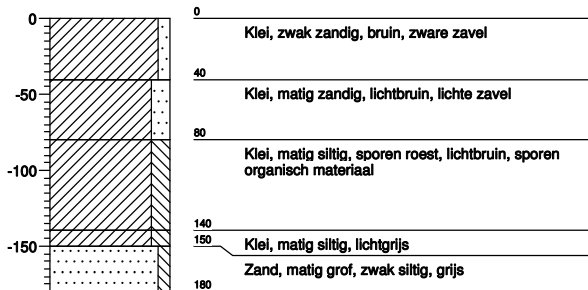 0
0
Klei, zwak zandig, bruin, zware zavel
40
-50
Klei, matig zandig, lichtbruin, lichte zavel
80
Klei, matig siltig, sporen roest, lichtbruin, sporen
organisch materiaal
-100
140
-150
150
Klei, matig siltig, lichtgrijs
Zand, matig grof, zwak siltig, grijs
180